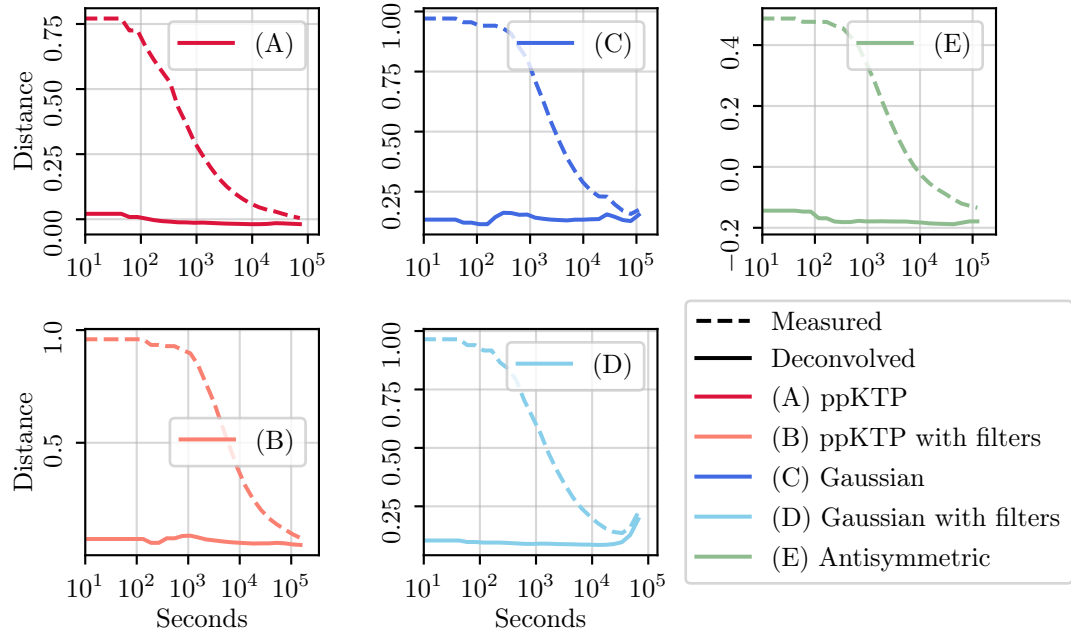 0.75
0.50
0.25
0.00
Distance
(A)
10^1 10^2 10^3 10^4 10^5
1.00
0.75
0.50
0.25
(C)
10^1 10^2 10^3 10^4 10^5
0.4
0.2
0.0
−0.2
(E)
10^1 10^2 10^3 10^4 10^5
1.0
0.5
Distance
(B)
10^1 10^2 10^3 10^4 10^5
Seconds
1.00
0.75
0.50
0.25
(D)
10^1 10^2 10^3 10^4 10^5
Seconds
Measured
Deconvolved
(A) ppKTP
(B) ppKTP with filters
(C) Gaussian
(D) Gaussian with filters
(E) Antisymmetric